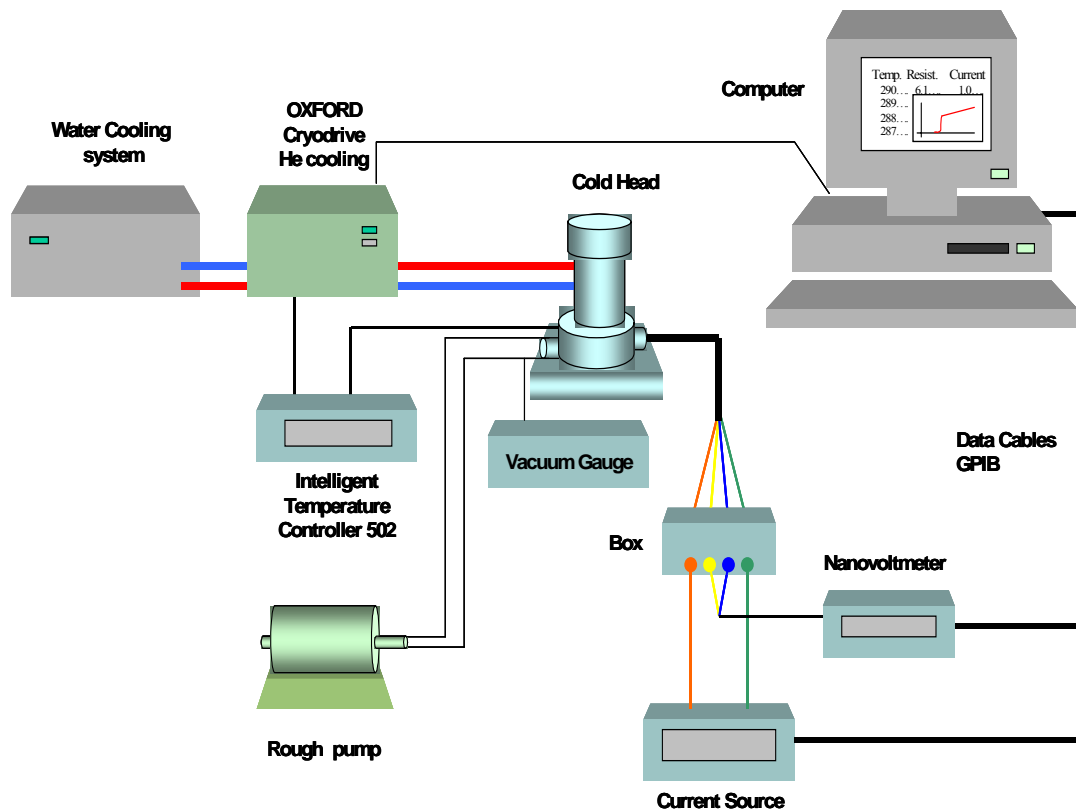 Water Cooling
system
OXFORD
Cryodrive
He cooling
Cold Head
Computer
Temp. Resist. Current
290.... 6.1..... 1.0....
289....
288....
287....
Intelligent
Temperature
Controller 502
Vacuum Gauge
Data Cables
GPIB
Box
Nanovoltmeter
Rough pump
Current Source